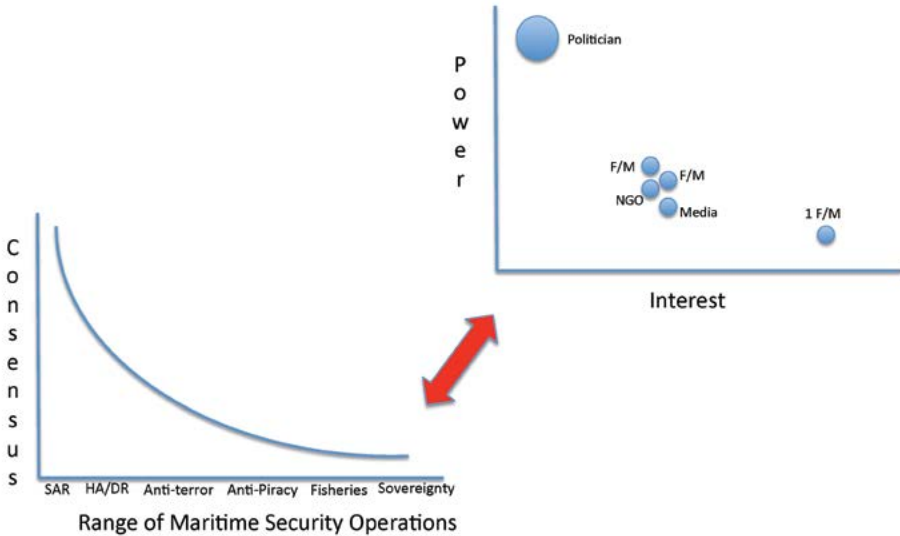 Power
Politician
F/M
F/M
NGO
Media
1 F/M
Interest
Consensus
SAR HA/DR Anti-terror Anti-Piracy Fisheries Sovereignty
Range of Maritime Security Operations